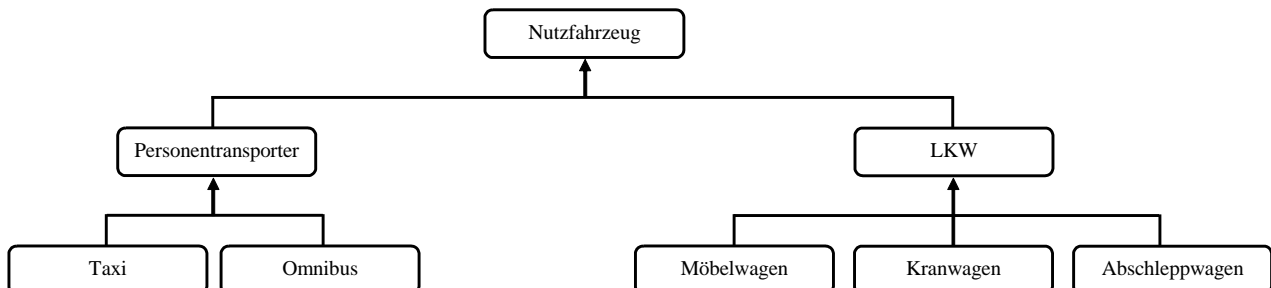 Nutzfahrzeug
Personentransporter
LKW
Taxi
Omnibus
Möbelwagen
Kranwagen
Abschleppwagen